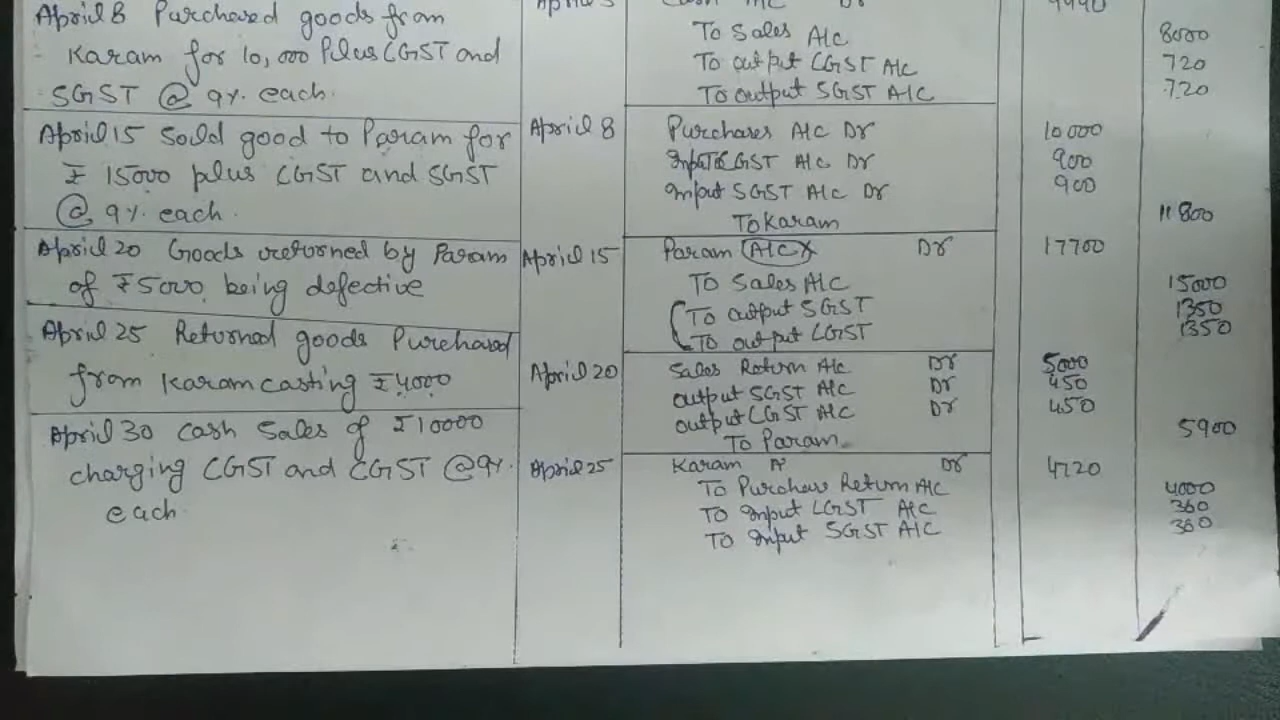 April 8 Purchased goods from
Karam for 10,000 Plus CGST and
SGST @ 9%. each.
April 15 Sold good to Param for
₹ 15000 plus CGST and SGST
@ 9%. each.
April 20 Goods returned by Param
of ₹5000, being defective
April 25 Returned goods Purchased
from Karam casting ₹4000
April 30 Cash Sales of ₹10000
charging CGST and CGST @9%.
each.
A/C Dr
To Sales A/C 8000
To output CGST A/C 720
To output SGST A/C 720
April 8 Purchases A/C Dr 10000
CGST A/C Dr 900
Input SGST A/C Dr 900
To Karam 11800
April 15 Param A/C Dr 17700
To Sales A/C 15000
To output SGST 1350
To output CGST 1350
April 20 Sales Return A/C Dr 5000
output SGST A/C Dr 450
output CGST A/C Dr 450
To Param 5900
April 25 Karam Dr 4720
To Purchase Return A/C 4000
To Input CGST A/C 360
To Input SGST A/C 360